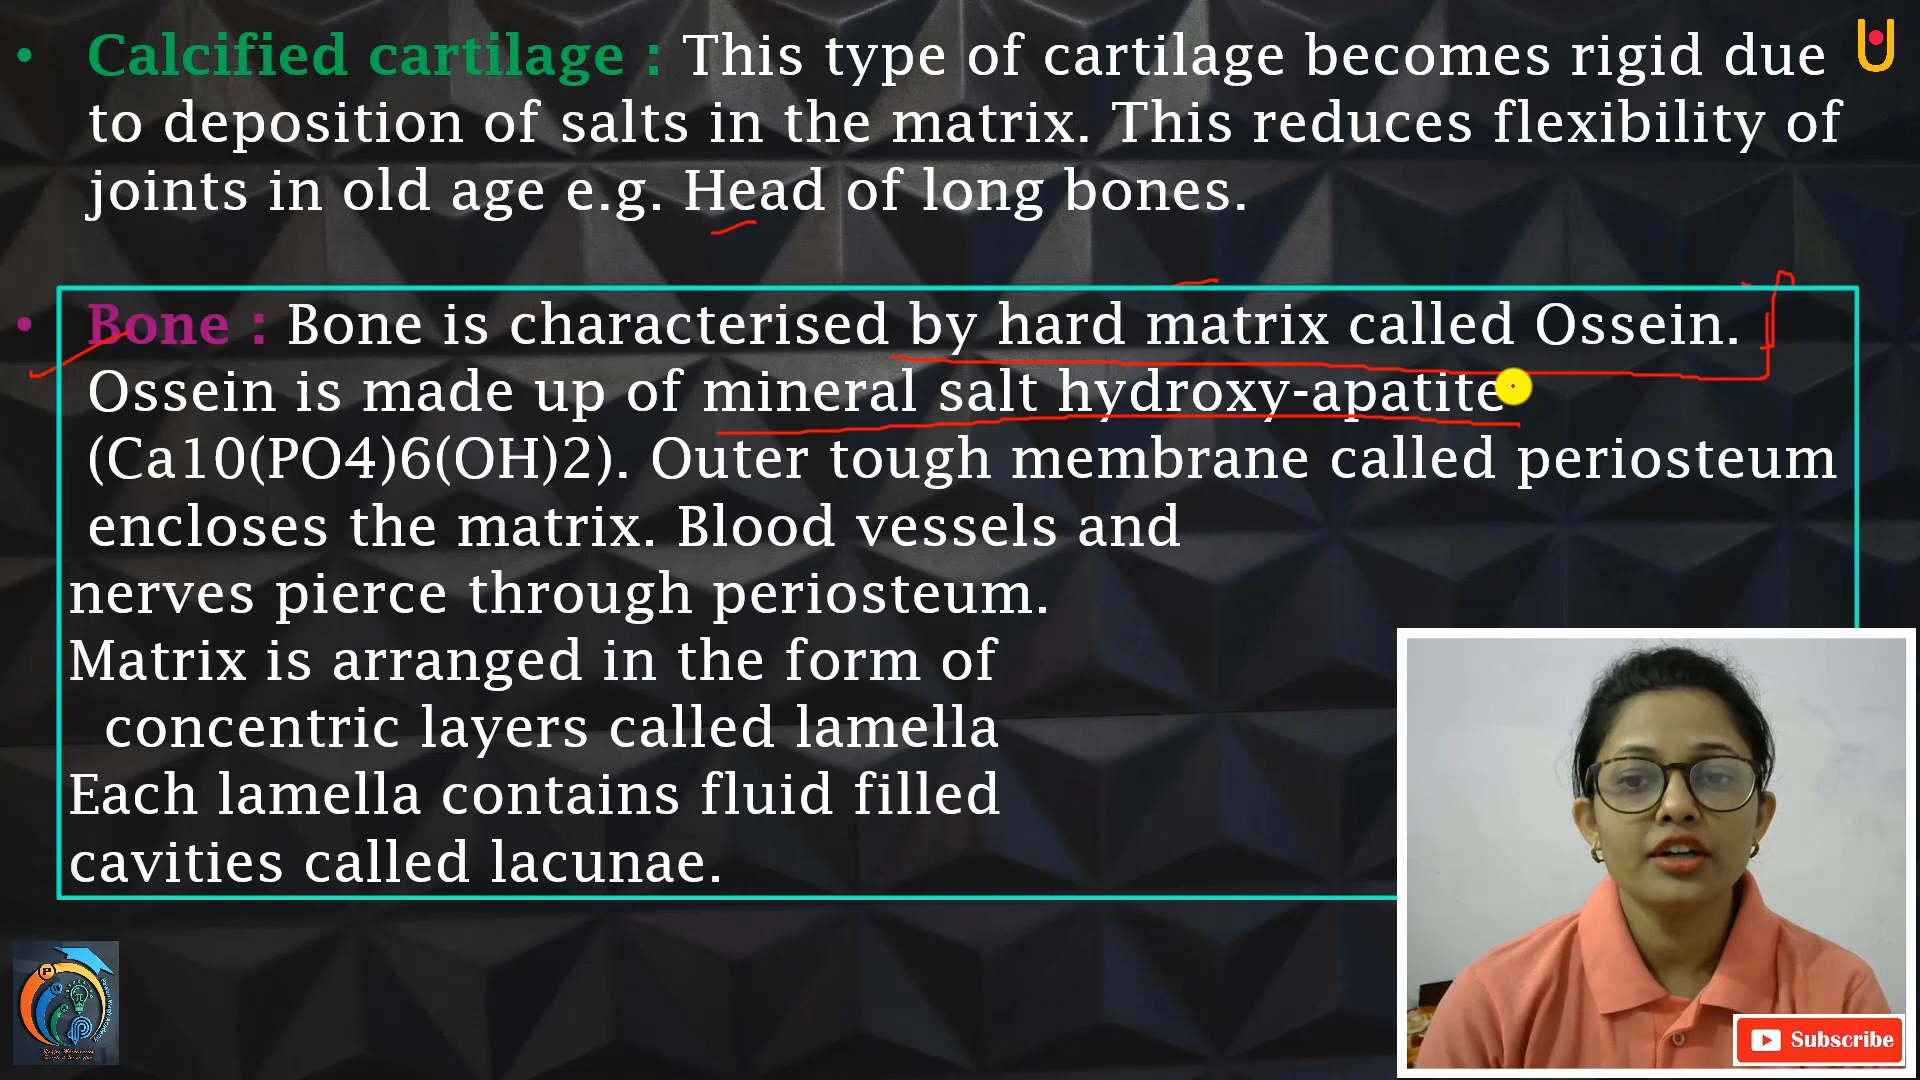 • Calcified cartilage : This type of cartilage becomes rigid due
to deposition of salts in the matrix. This reduces flexibility of
joints in old age e.g. Head of long bones.
• Bone : Bone is characterised by hard matrix called Ossein.
Ossein is made up of mineral salt hydroxy-apatite
(Ca10(PO4)6(OH)2). Outer tough membrane called periosteum
encloses the matrix. Blood vessels and
nerves pierce through periosteum.
Matrix is arranged in the form of
concentric layers called lamella
Each lamella contains fluid filled
cavities called lacunae.
Subscribe